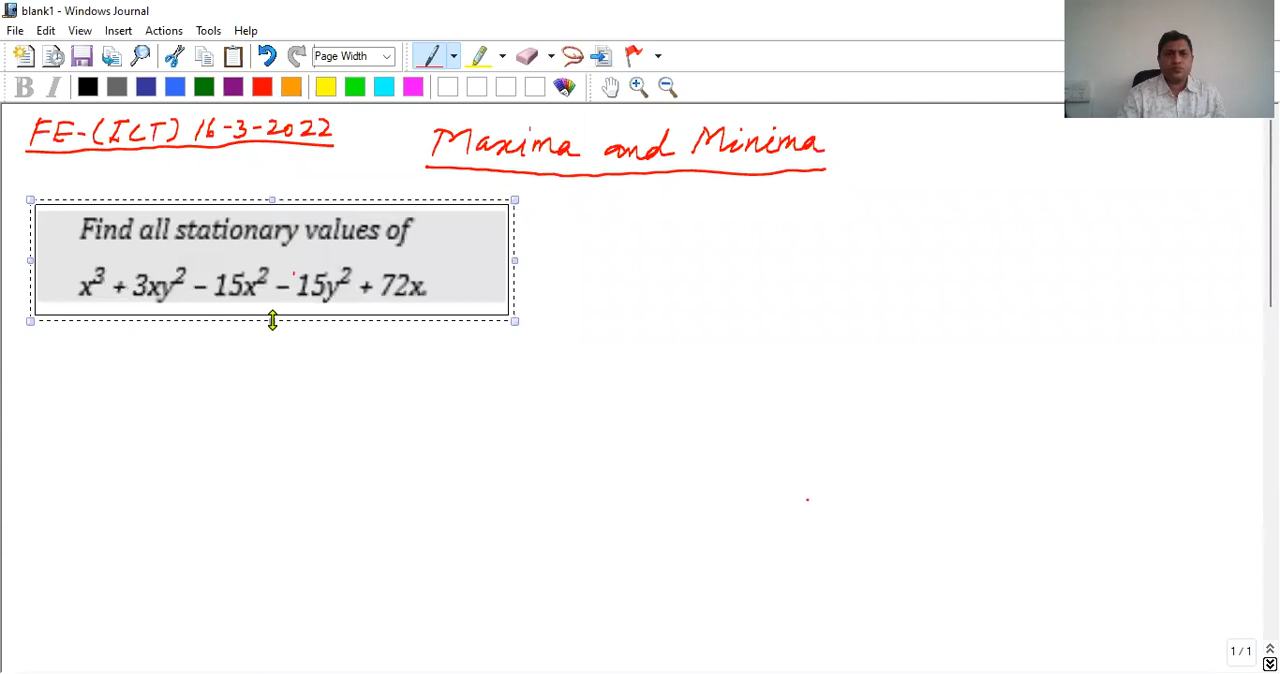 blank1 - Windows Journal
File Edit View Insert Actions Tools Help
Page Width
B I
FE-(ICT) 16-3-2022
Maxima and Minima
Find all stationary values of
x³ + 3xy² − 15x² − 15y² + 72x.
1 / 1